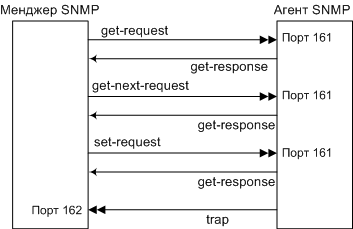 Менджер SNMP Агент SNMP
get-request
Порт 161
get-response
get-next-request
Порт 161
get-response
set-request
Порт 161
get-response
Порт 162
trap